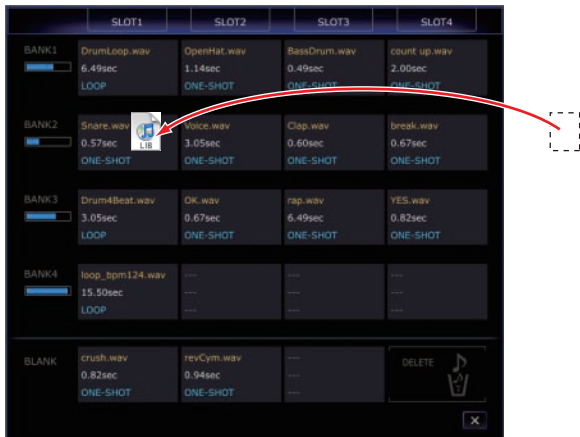 SLOT1 SLOT2 SLOT3 SLOT4
BANK1 DrumLoop.wav OpenHat.wav BassDrum.wav count up.wav
6.49sec 1.14sec 0.49sec 2.00sec
LOOP ONE-SHOT ONE-SHOT ONE-SHOT
BANK2 Snare.wav Voice.wav Clap.wav break.wav
0.57sec 3.05sec 0.60sec 0.67sec
LIB
ONE-SHOT ONE-SHOT ONE-SHOT ONE-SHOT
BANK3 Drum4Beat.wav OK.wav rap.wav YES.wav
3.05sec 0.67sec 6.49sec 0.82sec
LOOP ONE-SHOT ONE-SHOT ONE-SHOT
BANK4 loop_bpm124.wav --- --- ---
15.50sec --- --- ---
LOOP --- --- ---
BLANK crush.wav revCym.wav --- DELETE
0.82sec 0.94sec ---
ONE-SHOT ONE-SHOT ---